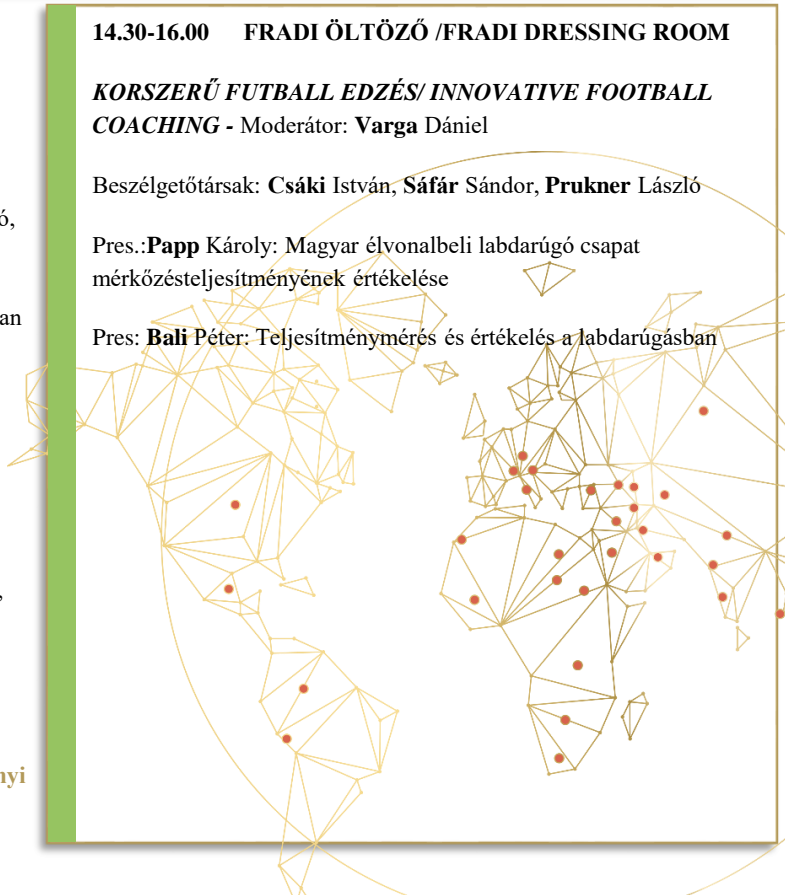 14.30-16.00 FRADI ÖLTÖZŐ /FRADI DRESSING ROOM
KORSZERŰ FUTBALL EDZÉS/ INNOVATIVE FOOTBALL
COACHING - Moderátor: Varga Dániel
Beszélgetőtársak: Csáki István, Sáfár Sándor, Prukner László
Pres.:Papp Károly: Magyar élvonalbeli labdarúgó csapat
mérkőzésteljesítményének értékelése
Pres: Bali Péter: Teljesítménymérés és értékelés a labdarúgásban